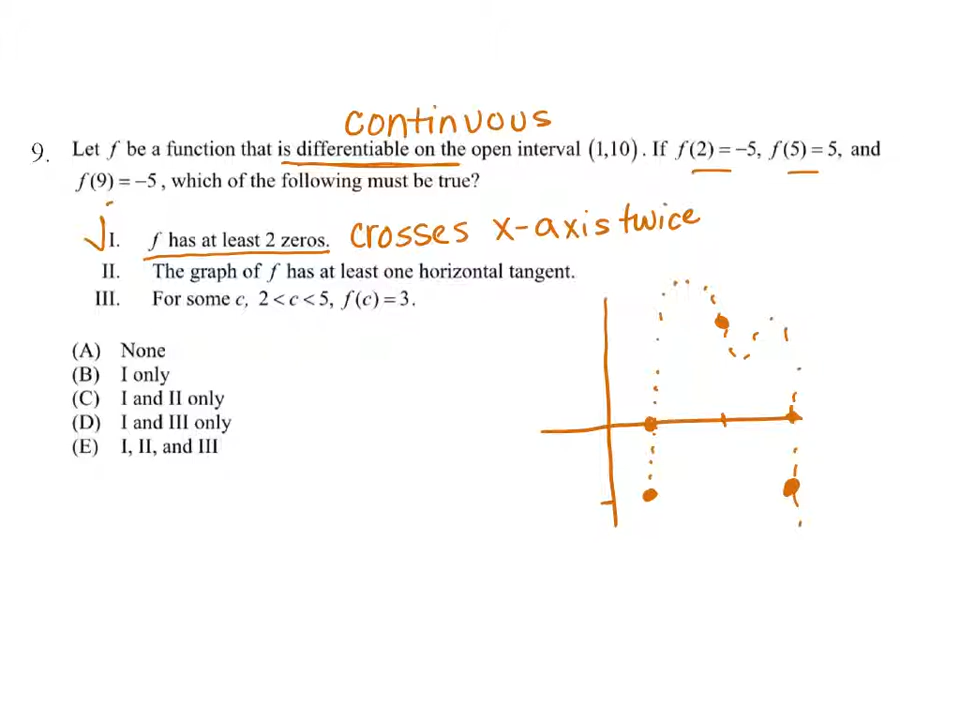 continuous
9. Let f be a function that is differentiable on the open interval (1,10). If f(2) = −5, f(5) = 5, and
f(9) = −5, which of the following must be true?
I. f has at least 2 zeros. crosses x-axis twice
II. The graph of f has at least one horizontal tangent.
III. For some c, 2 < c < 5, f(c) = 3.
(A) None
(B) I only
(C) I and II only
(D) I and III only
(E) I, II, and III